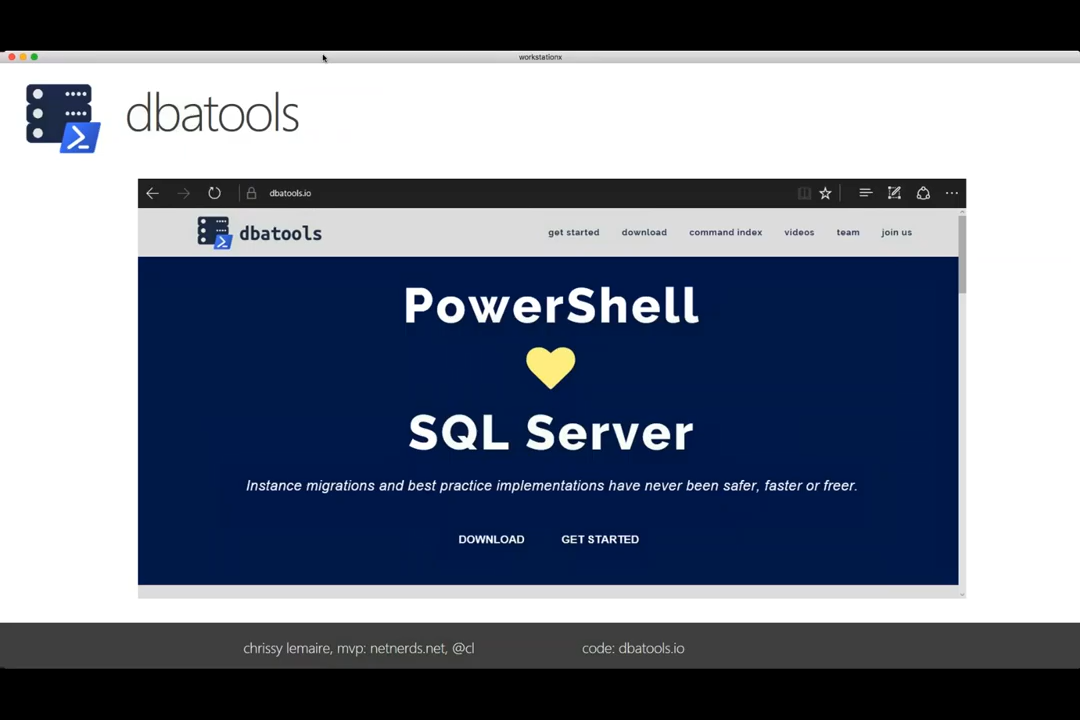 workstationx
dbatools
dbatools.io
dbatools
get started download command index videos team join us
PowerShell
SQL Server
Instance migrations and best practice implementations have never been safer, faster or freer.
DOWNLOAD GET STARTED
chrissy lemaire, mvp: netnerds.net, @cl code: dbatools.io